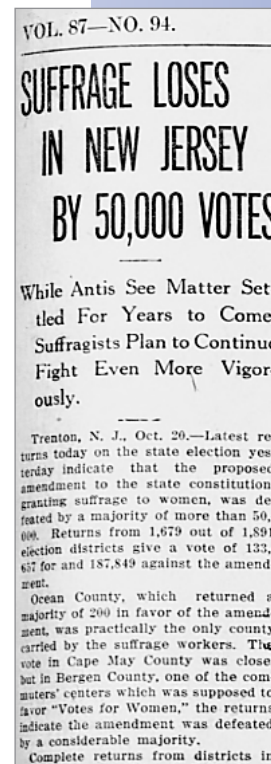 VOL. 87—NO. 94.
SUFFRAGE LOSES
IN NEW JERSEY
BY 50,000 VOTES
While Antis See Matter Set-
tled For Years to Come
Suffragists Plan to Continue
Fight Even More Vigor-
ously.
Trenton, N. J., Oct. 20.—Latest re
turns today on the state election yes
terday indicate that the proposed
amendment to the state constitution
granting suffrage to women, was de
feated by a majority of more than 50,
000. Returns from 1,679 out of 1,891
election districts give a vote of 133,
657 for and 187,849 against the amend
ment.
Ocean County, which returned a
majority of 200 in favor of the amend-
ment, was practically the only county
carried by the suffrage workers. The
vote in Cape May County was close
but in Bergen County, one of the com
muters' centers which was supposed to
favor "Votes for Women," the returns
indicate the amendment was defeated
by a considerable majority.
Complete returns from districts in